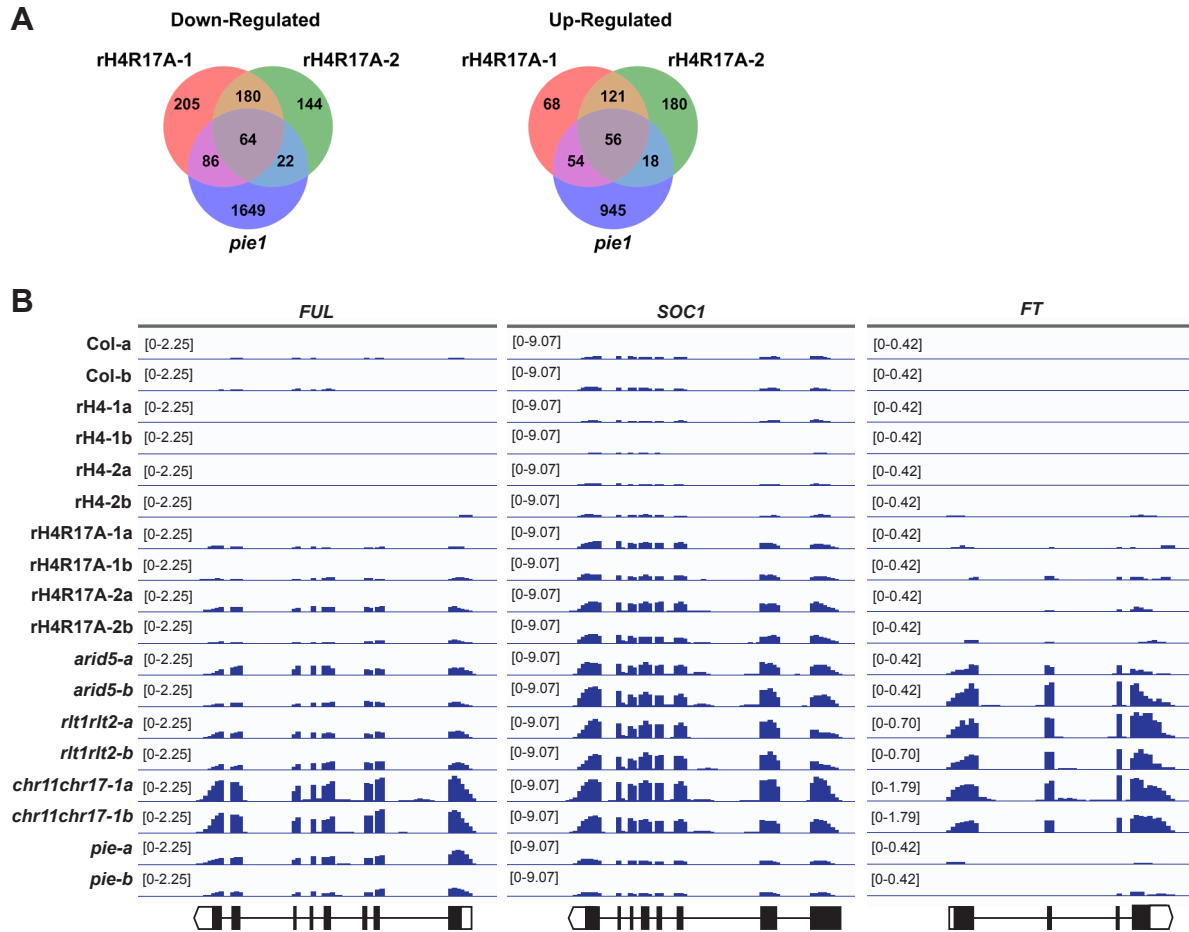 A
Down-Regulated
Up-Regulated
rH4R17A-1
rH4R17A-2
rH4R17A-1
rH4R17A-2
205
180
144
64
86
22
1649
pie1
68
121
180
56
54
18
945
pie1
B
FUL
SOC1
FT
Col-a [0-2.25] [0-9.07] [0-0.42]
Col-b [0-2.25] [0-9.07] [0-0.42]
rH4-1a [0-2.25] [0-9.07] [0-0.42]
rH4-1b [0-2.25] [0-9.07] [0-0.42]
rH4-2a [0-2.25] [0-9.07] [0-0.42]
rH4-2b [0-2.25] [0-9.07] [0-0.42]
rH4R17A-1a [0-2.25] [0-9.07] [0-0.42]
rH4R17A-1b [0-2.25] [0-9.07] [0-0.42]
rH4R17A-2a [0-2.25] [0-9.07] [0-0.42]
rH4R17A-2b [0-2.25] [0-9.07] [0-0.42]
arid5-a [0-2.25] [0-9.07] [0-0.42]
arid5-b [0-2.25] [0-9.07] [0-0.42]
rlt1rlt2-a [0-2.25] [0-9.07] [0-0.70]
rlt1rlt2-b [0-2.25] [0-9.07] [0-0.70]
chr11chr17-1a [0-2.25] [0-9.07] [0-1.79]
chr11chr17-1b [0-2.25] [0-9.07] [0-1.79]
pie-a [0-2.25] [0-9.07] [0-0.42]
pie-b [0-2.25] [0-9.07] [0-0.42]